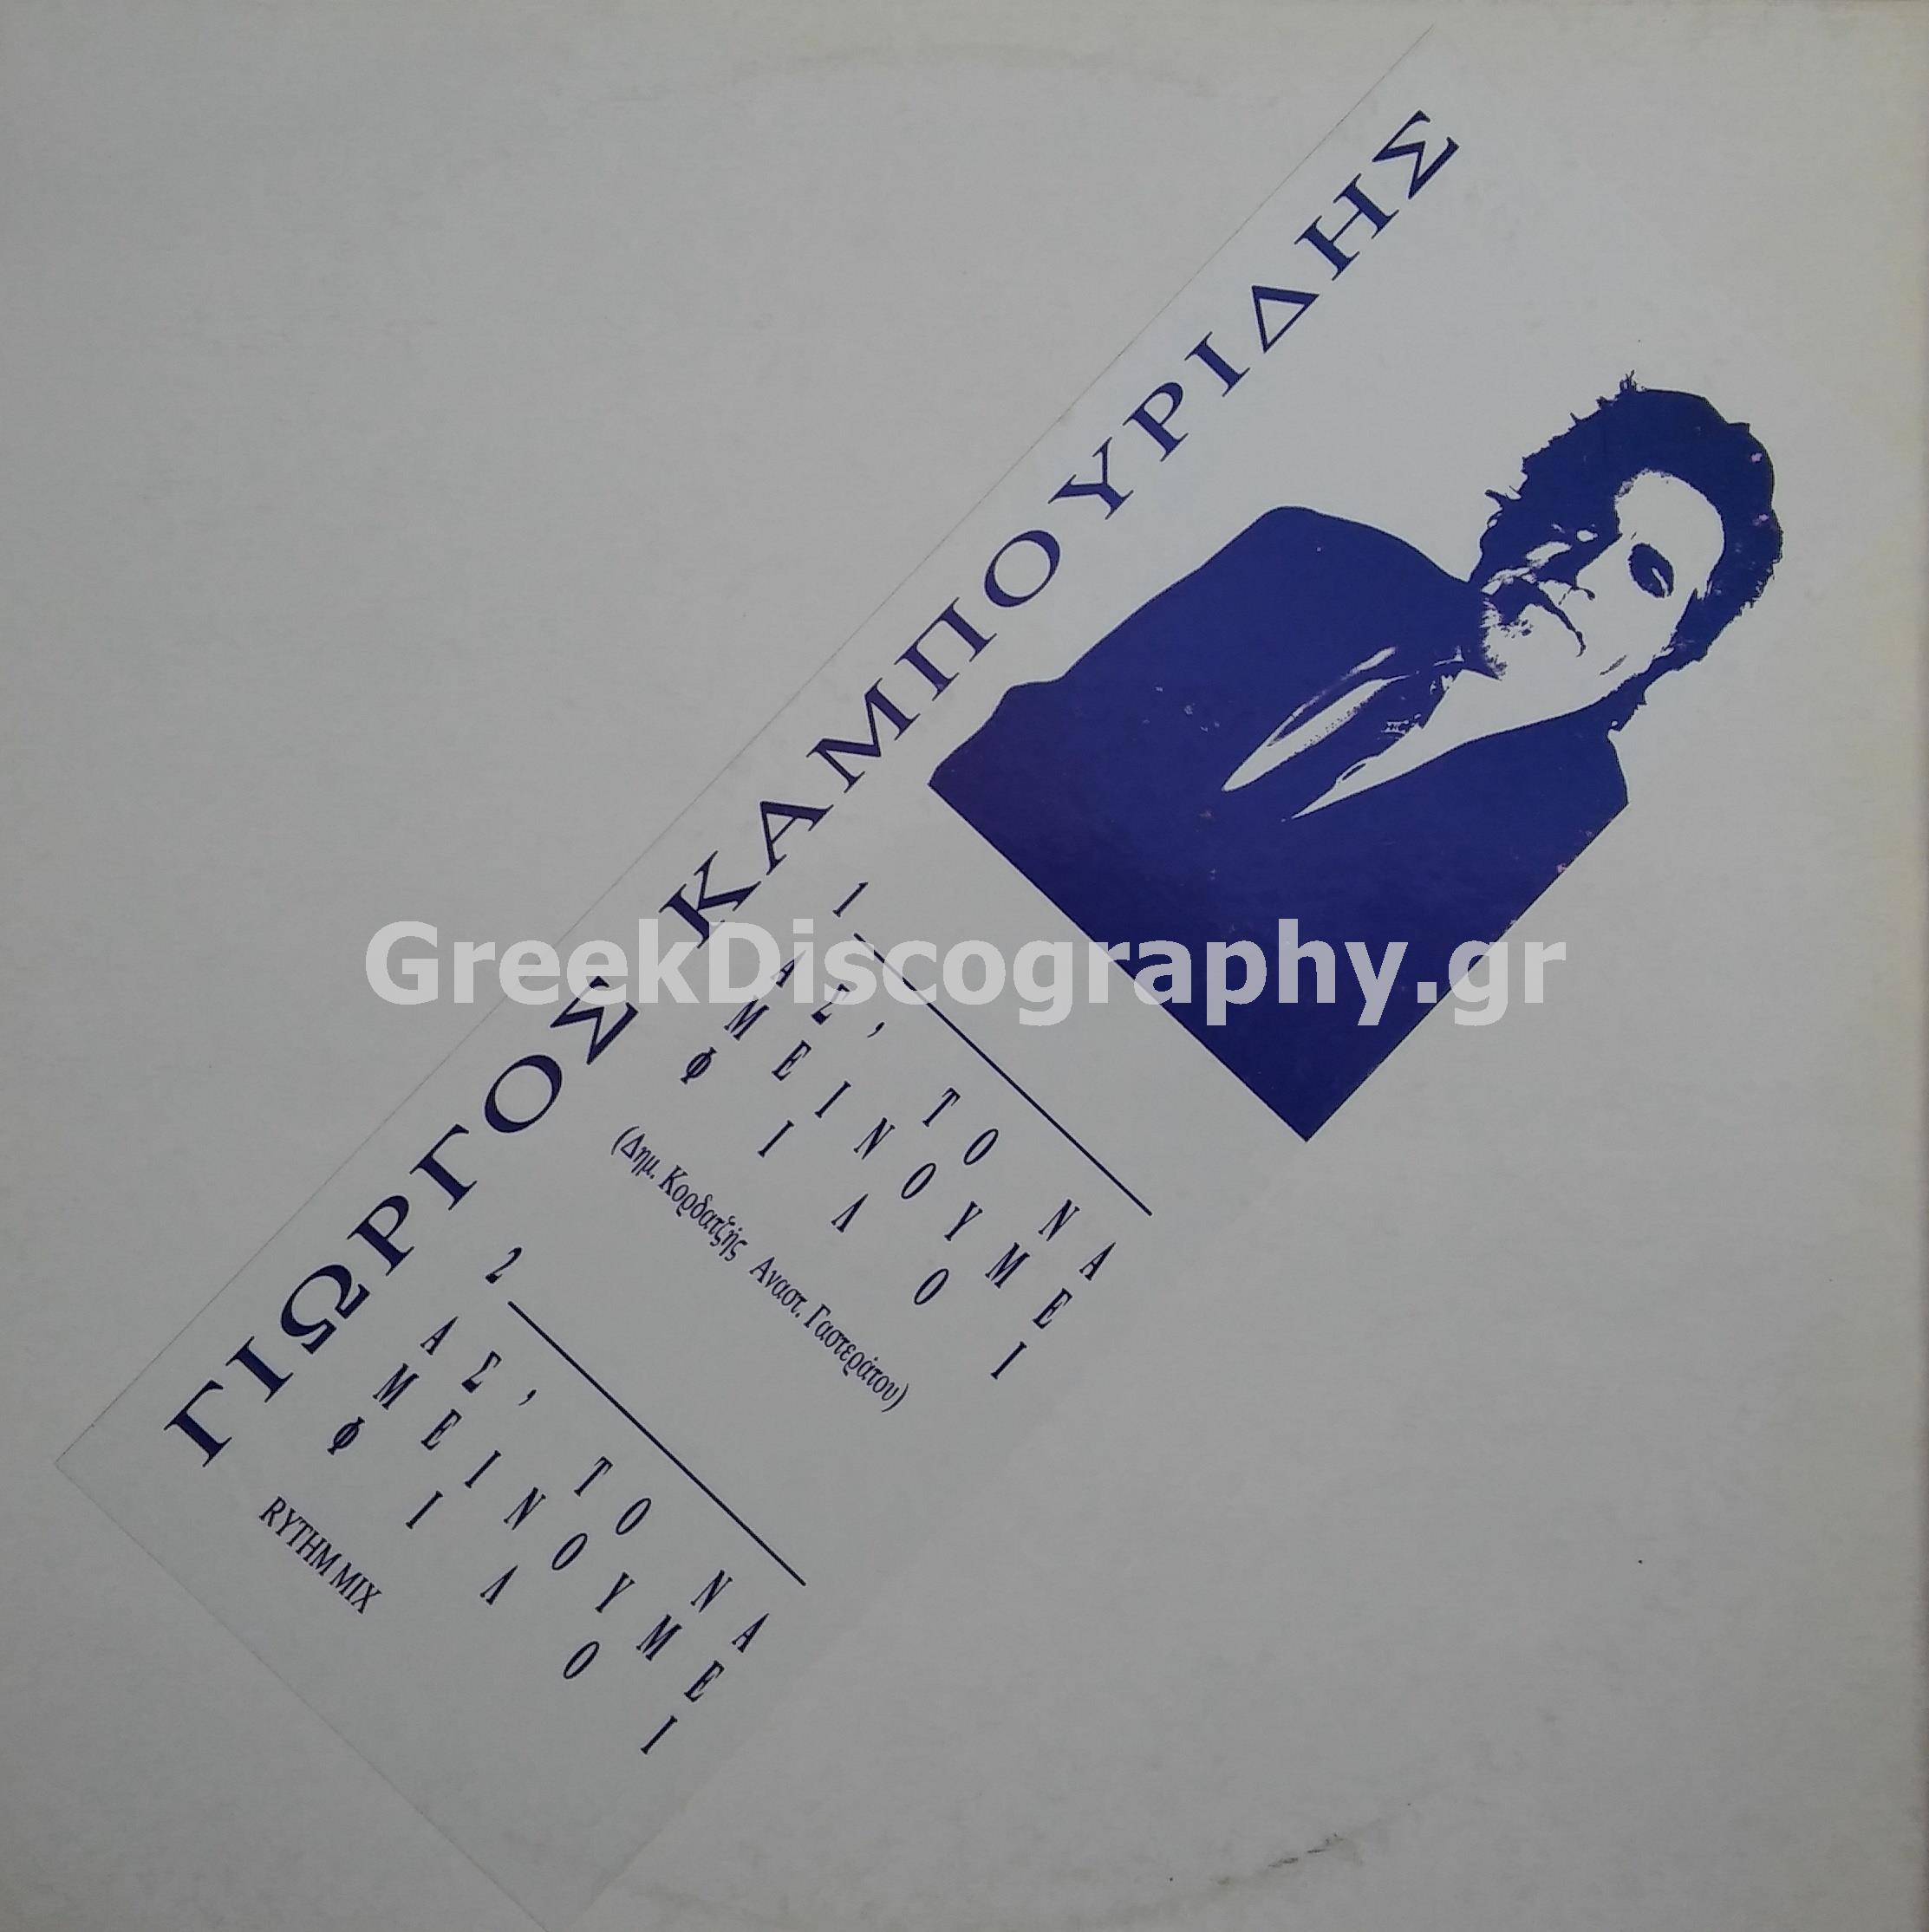 ΓΙΩΡΓΟΣ ΚΑΜΠΟΥΡΙΔΗΣ
1
ΑΣ' ΤΟ ΝΑ
ΜΕΙΝΟΥΜΕ
ΦΙΛΟΙ
(Δημ. Κορδατζής Αναστ. Γαστεράτου)
2
ΑΣ' ΤΟ ΝΑ
ΜΕΙΝΟΥΜΕ
ΦΙΛΟΙ
RYTHM MIX
GreekDiscography.gr